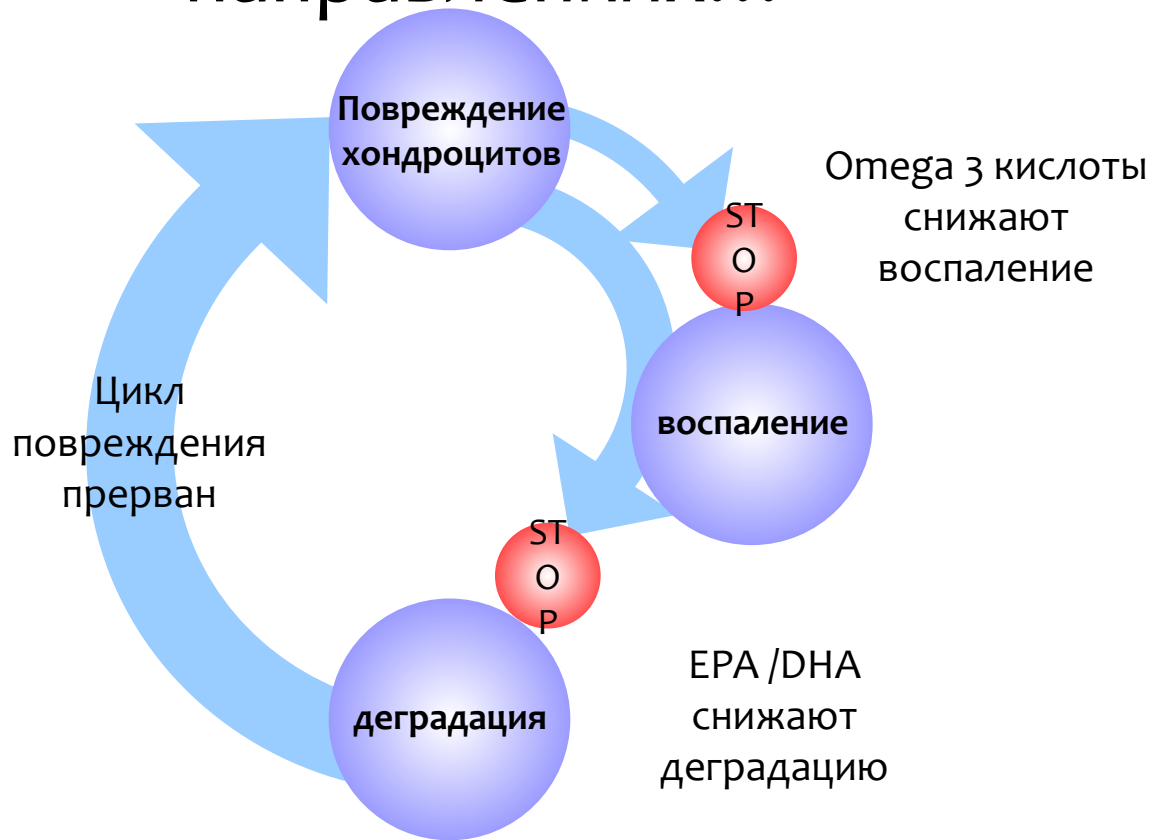 Повреждение
хондроцитов
Omega 3 кислоты
снижают
воспаление
ST
O
P
Цикл
повреждения
прерван
воспаление
ST
O
P
деградация
EPA /DHA
снижают
деградацию